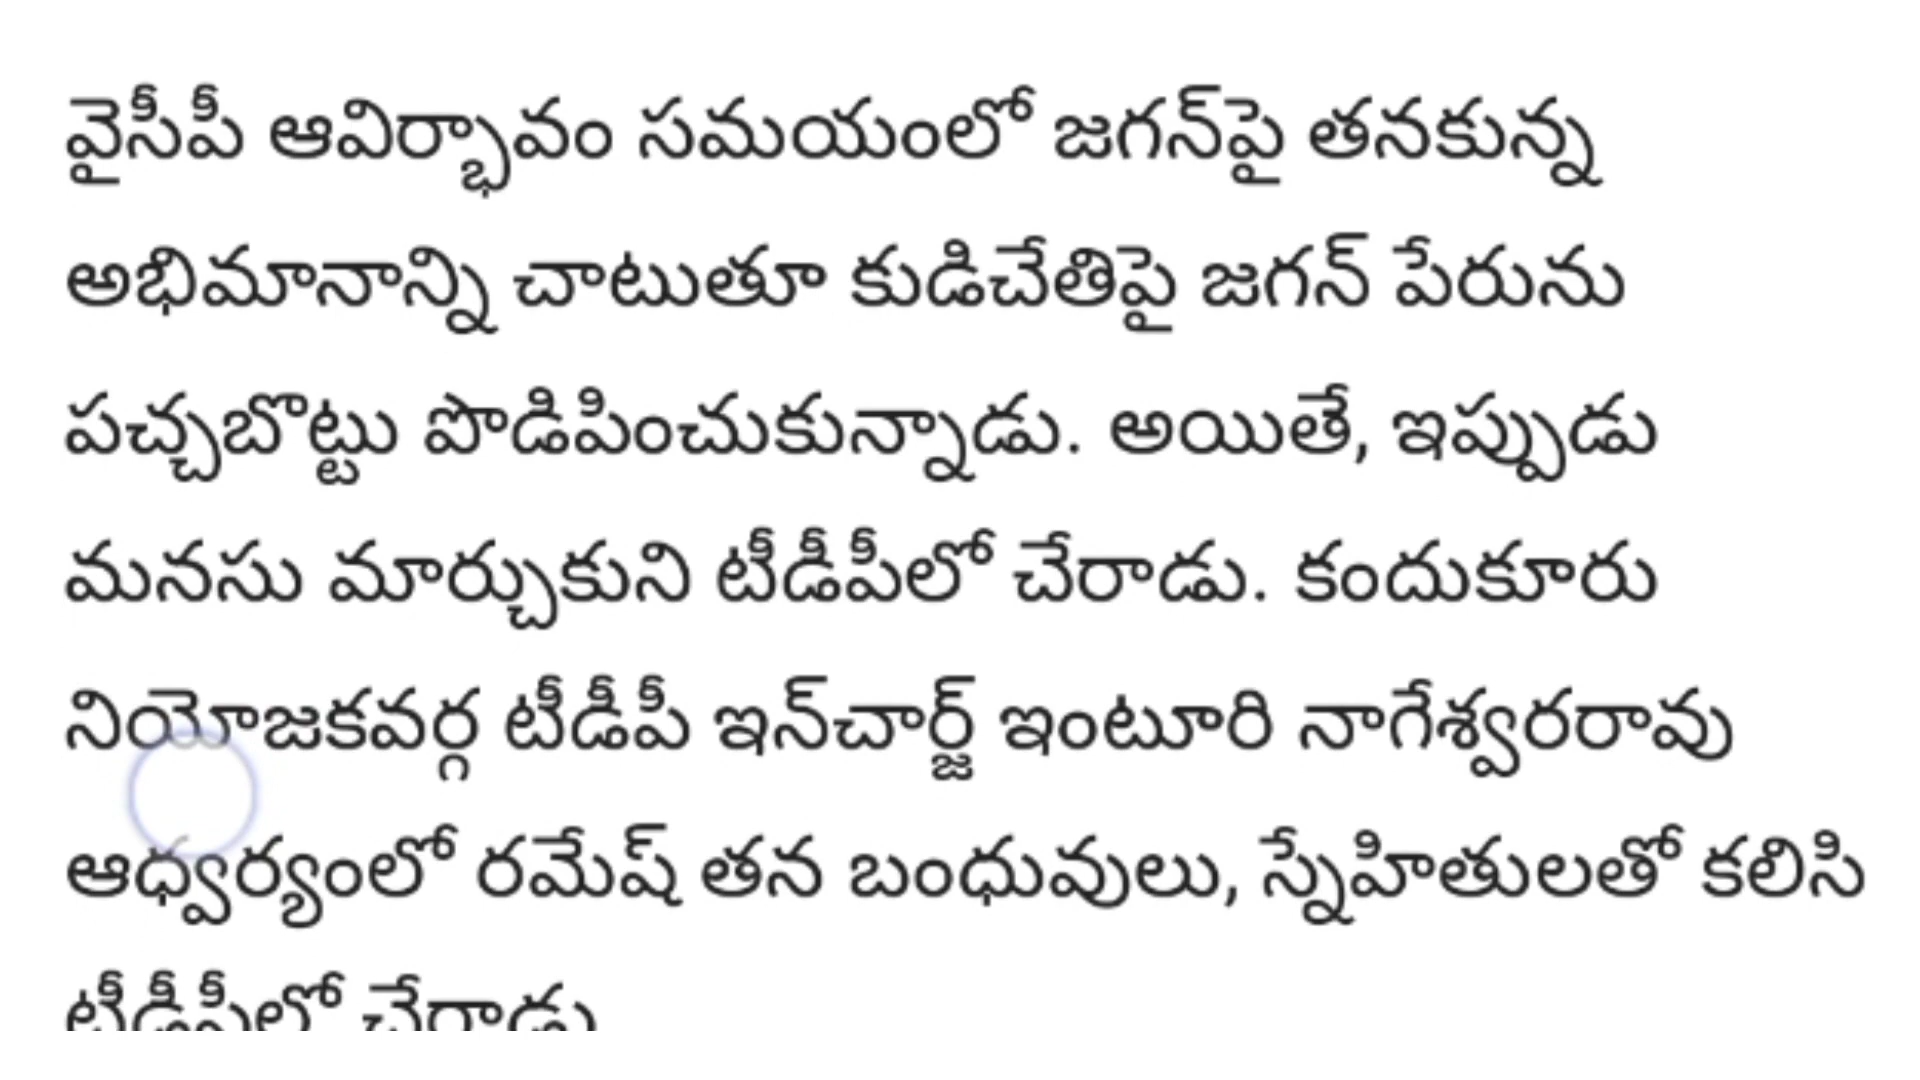 వైసీపీ ఆవిర్భావం సమయంలో జగన్‌పై తనకున్న
అభిమానాన్ని చాటుతూ కుడిచేతిపై జగన్ పేరును
పచ్చబొట్టు పొడిపించుకున్నాడు. అయితే, ఇప్పుడు
మనసు మార్చుకుని టీడీపీలో చేరాడు. కందుకూరు
నియోజకవర్గ టీడీపీ ఇన్‌చార్జ్ ఇంటూరి నాగేశ్వరరావు
ఆధ్వర్యంలో రమేష్ తన బంధువులు, స్నేహితులతో కలిసి
టీడీపీలో చేరాడు